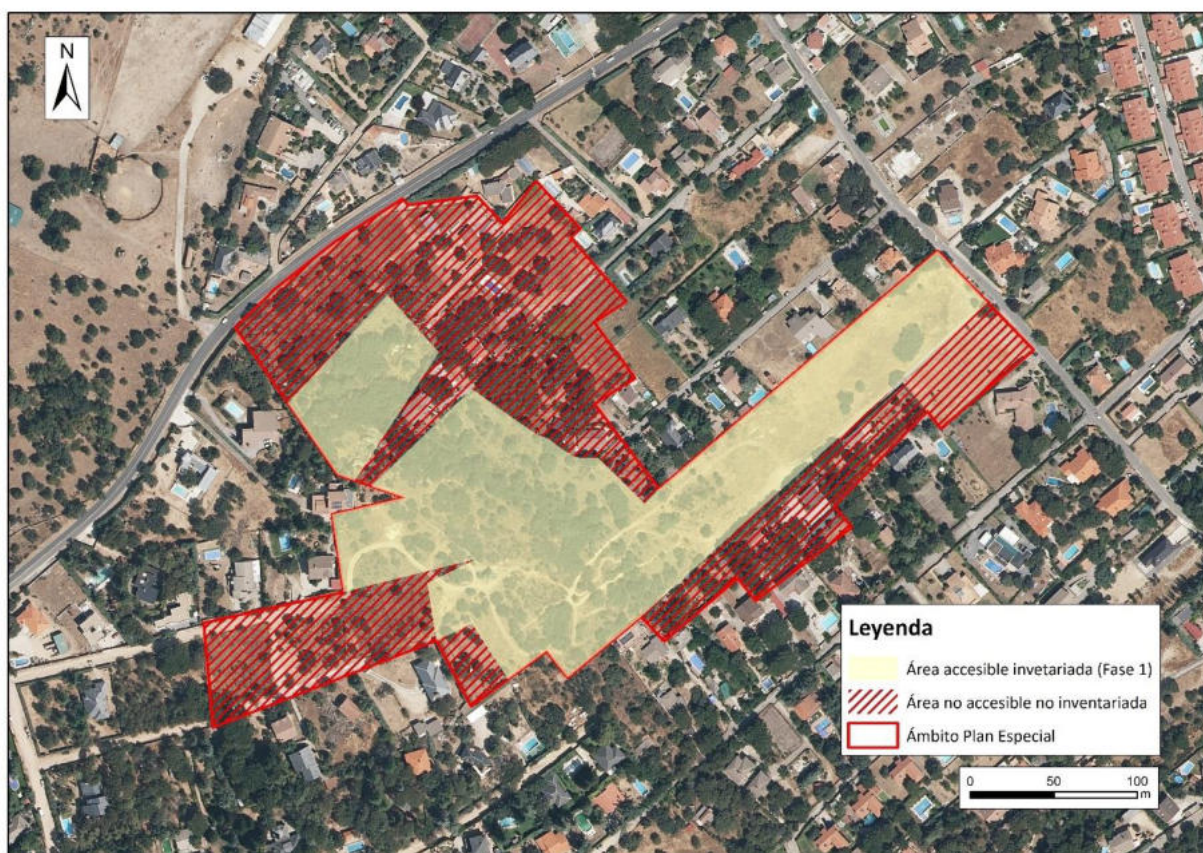 N
Leyenda
Área accesible invetariada (Fase 1)
Área no accesible no inventariada
Ámbito Plan Especial
0 50 100
m